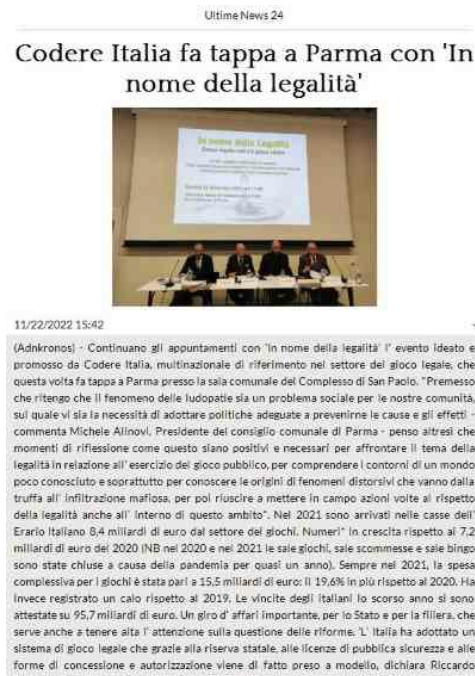 Ultime News 24
Codere Italia fa tappa a Parma con 'In
nome della legalità'
In nome della Legalità
11/22/2022 15:42
(Adnkronos) - Continuano gli appuntamenti con 'In nome della legalità' l' evento ideato e
promosso da Codere Italia, multinazionale di riferimento nel settore del gioco legale, che
questa volta fa tappa a Parma presso la sala comunale del Complesso di San Paolo. "Premesso
che ritengo che il fenomeno delle ludopatie sia un problema sociale per le nostre comunità,
sul quale vi sia la necessità di adottare politiche adeguate a prevenirne le cause e gli effetti -
commenta Michele Alinovi, Presidente del consiglio comunale di Parma - penso altresì che
momenti di riflessione come questo siano positivi e necessari per affrontare il tema della
legalità in relazione all' esercizio del gioco pubblico, per comprendere i contorni di un mondo
poco conosciuto e soprattutto per conoscere le origini di fenomeni distorsivi che vanno dalla
truffa all' infiltrazione mafiosa, per poi riuscire a mettere in campo azioni volte al rispetto
della legalità anche all' interno di questo ambito". Nel 2021 sono arrivati nelle casse dell'
Erario Italiano 8,4 miliardi di euro dal settore dei giochi. Numeri" in crescita rispetto ai 7,2
miliardi di euro del 2020 (NB nel 2020 e nel 2021 le sale giochi, sale scommesse e sale bingo
sono state chiuse a causa della pandemia per quasi un anno). Sempre nel 2021, la spesa
complessiva per i giochi è stata pari a 15,5 miliardi di euro: il 19,6% in più rispetto al 2020. Ha
invece registrato un calo rispetto al 2019. Le vincite degli italiani lo scorso anno si sono
attestate su 95,7 miliardi di euro. Un giro d' affari importante, per lo Stato e per la filiera, che
serve anche a tenere alta l' attenzione sulla questione delle riforme. 'L' Italia ha adottato un
sistema di gioco legale che grazie alla riserva statale, alle licenze di pubblica sicurezza e alle
forme di concessione e autorizzazione viene di fatto preso a modello, dichiara Riccardo